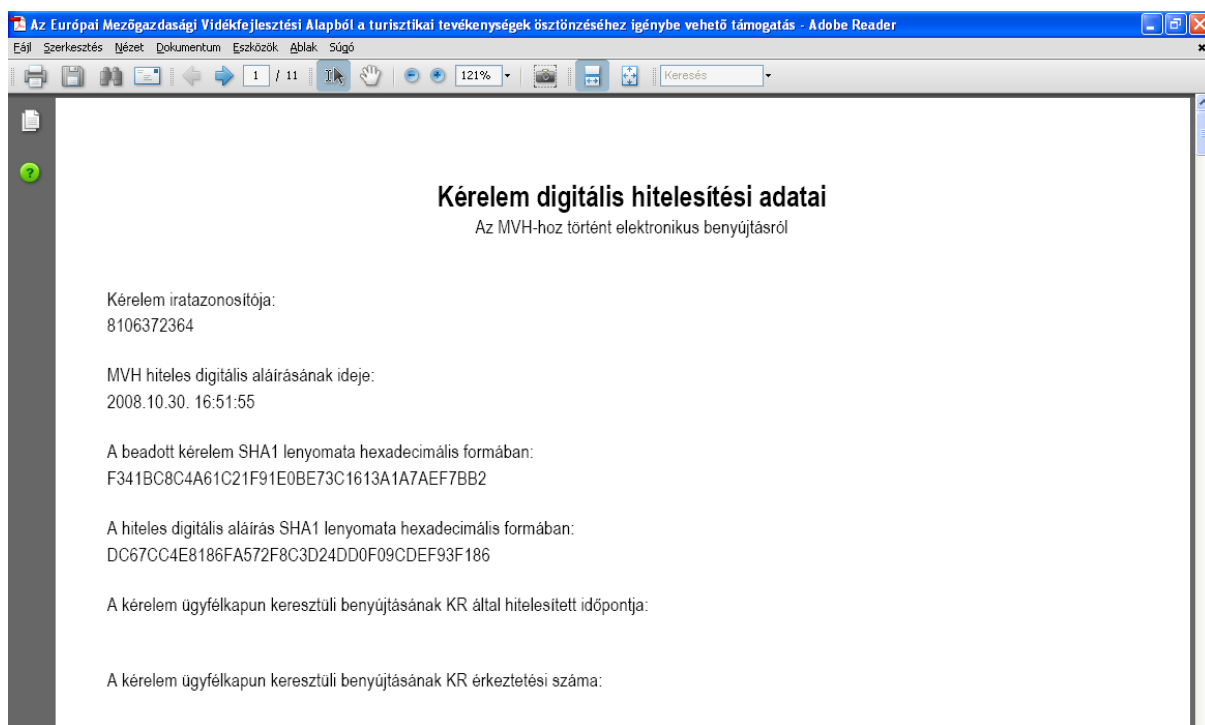 Az Európai Mezőgazdasági Vidékfejlesztési Alapból a turisztikai tevékenységek ösztönzéséhez igénybe vehető támogatás - Adobe Reader
Fájl Szerkesztés Nézet Dokumentum Eszközök Ablak Súgó
1 / 11 121% Keresés
Kérelem digitális hitelesítési adatai
Az MVH-hoz történt elektronikus benyújtásról
Kérelem iratazonosítója:
8106372364
MVH hiteles digitális aláírásának ideje:
2008.10.30. 16:51:55
A beadott kérelem SHA1 lenyomata hexadecimális formában:
F341BC8C4A61C21F91E0BE73C1613A1A7AEF7BB2
A hiteles digitális aláírás SHA1 lenyomata hexadecimális formában:
DC67CC4E8186FA572F8C3D24DD0F09CDEF93F186
A kérelem ügyfélkapun keresztüli benyújtásának KR által hitelesített időpontja:
A kérelem ügyfélkapun keresztüli benyújtásának KR érkeztetési száma: